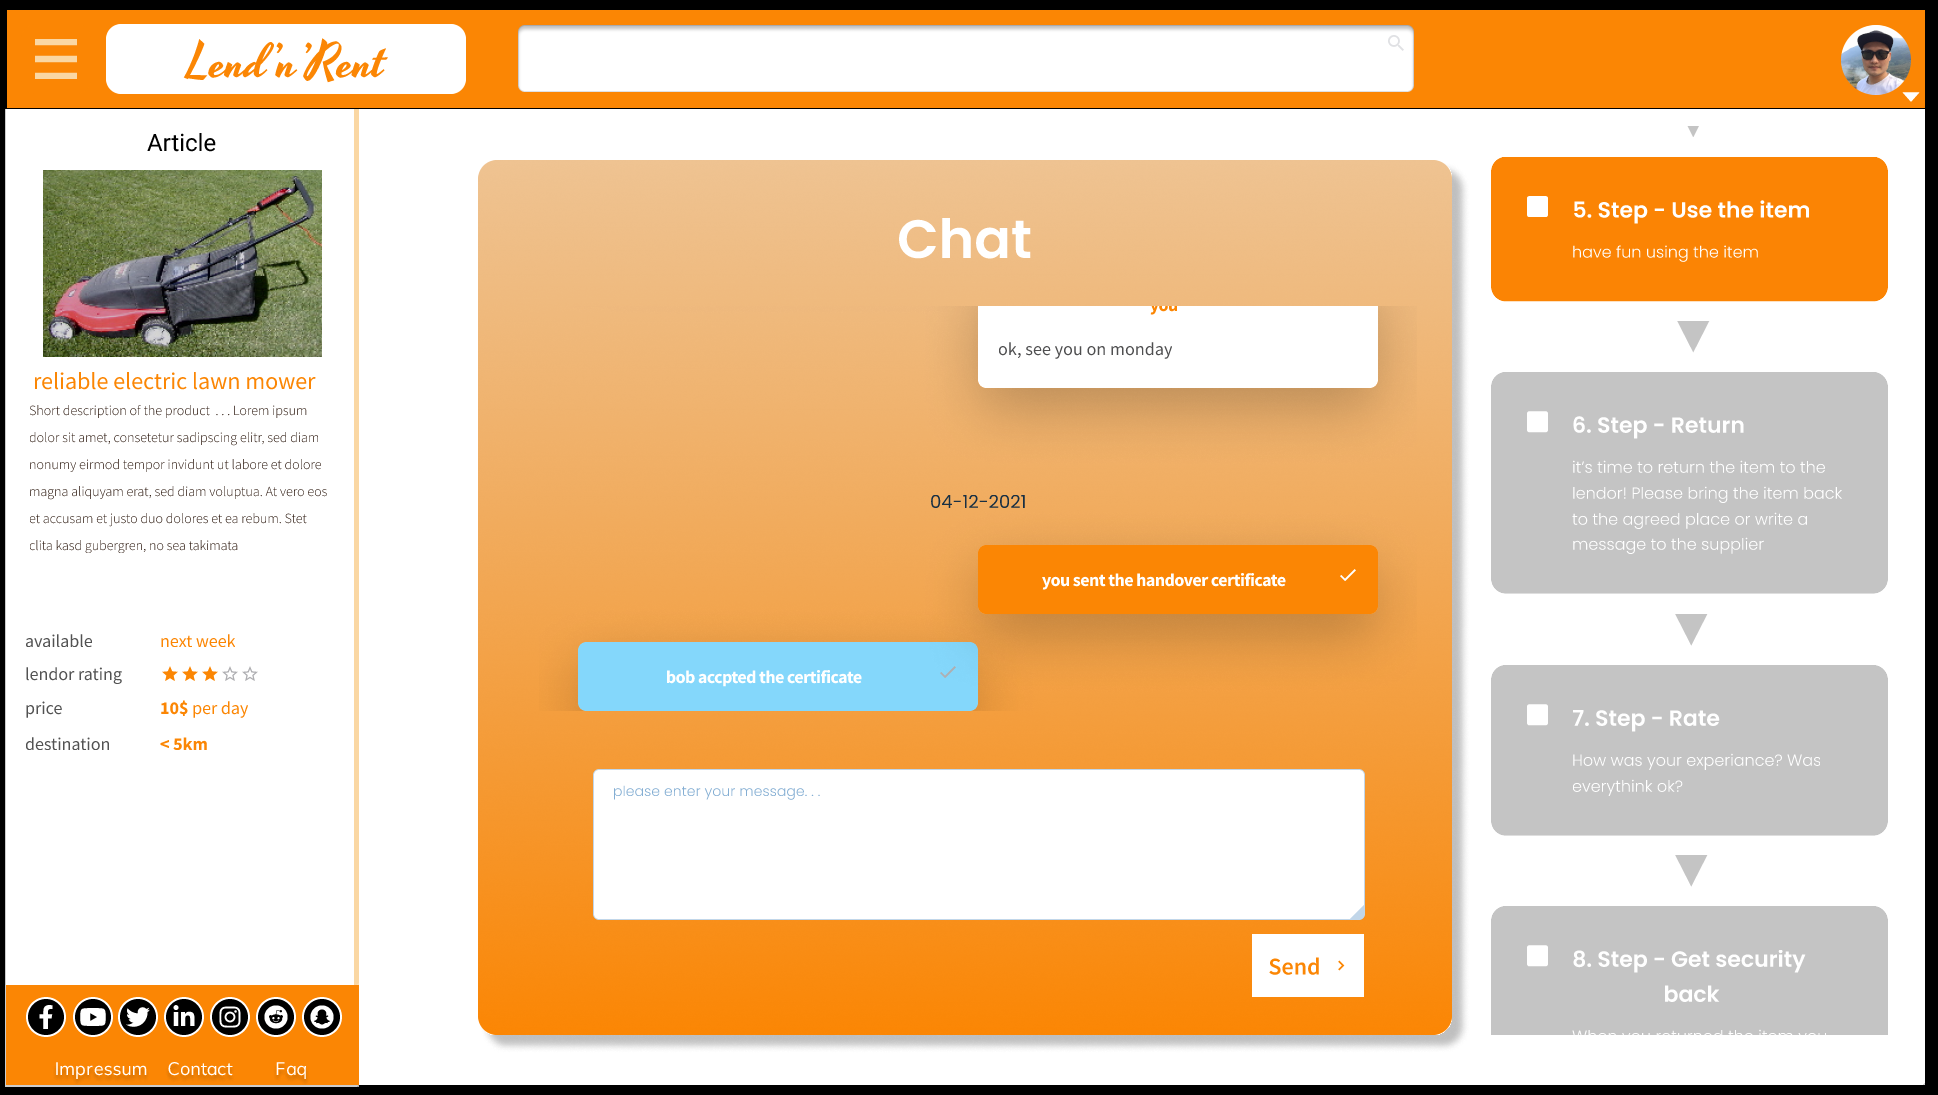 Lend'n'Rent
Article
reliable electric lawn mower
Short description of the product . . . Lorem ipsum
dolor sit amet, consetetur sadipscing elitr, sed diam
nonumy eirmod tempor invidunt ut labore et dolore
magna aliquyam erat, sed diam voluptua. At vero eos
et accusam et justo duo dolores et ea rebum. Stet
clita kasd gubergren, no sea takimata
available next week
lendor rating
price 10$ per day
destination < 5km
Impressum Contact Faq
Chat
you
ok, see you on monday
04-12-2021
you sent the handover certificate
bob accpted the certificate
please enter your message. . .
Send
5. Step - Use the item
have fun using the item
6. Step - Return
it's time to return the item to the
lendor! Please bring the item back
to the agreed place or write a
message to the supplier
7. Step - Rate
How was your experiance? Was
everythink ok?
8. Step - Get security
back
When you returned the item you